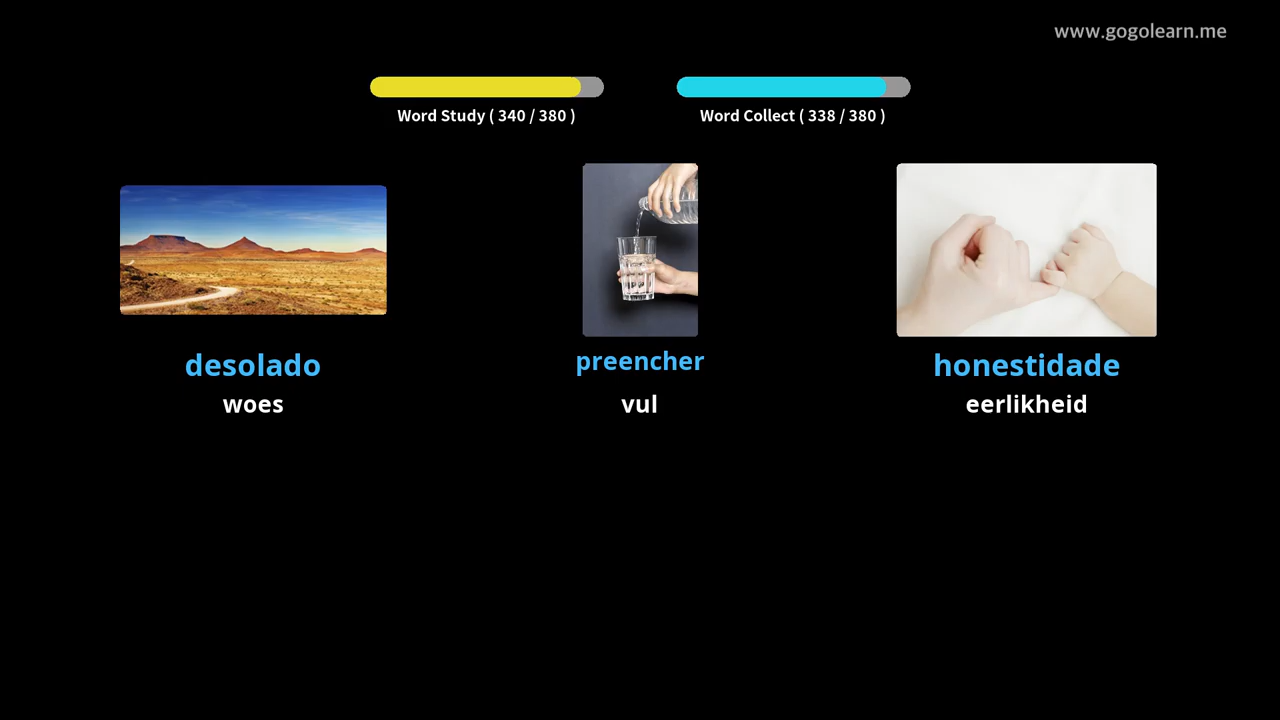 www.gogolearn.me
Word Study ( 340 / 380 )
Word Collect ( 338 / 380 )
desolado
woes
preencher
vul
honestidade
eerlikheid